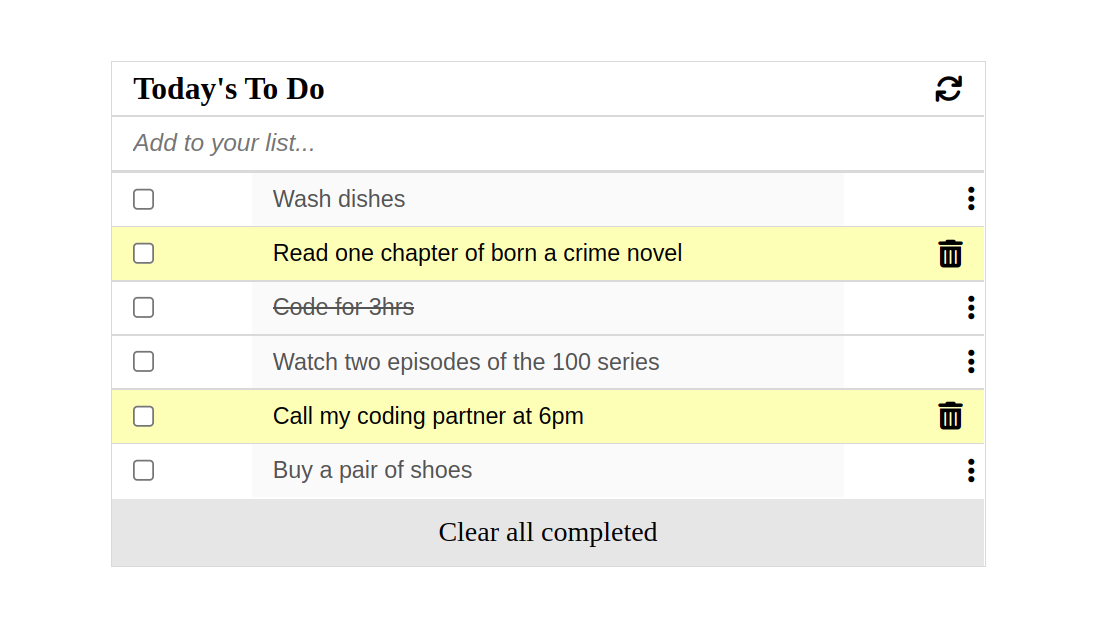 Today's To Do
Add to your list...
Wash dishes
Read one chapter of born a crime novel
Code for 3hrs
Watch two episodes of the 100 series
Call my coding partner at 6pm
Buy a pair of shoes
Clear all completed